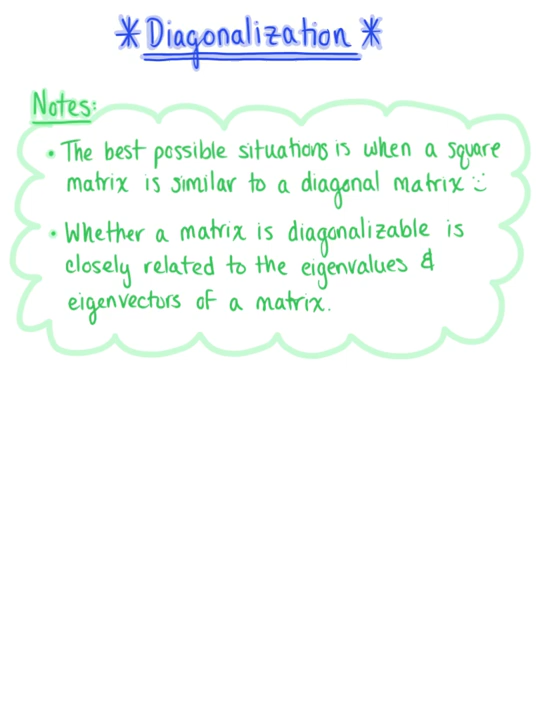 * Diagonalization *
Notes:
• The best possible situations is when a square
matrix is similar to a diagonal matrix :)
• Whether a matrix is diagonalizable is
closely related to the eigenvalues &
eigenvectors of a matrix.